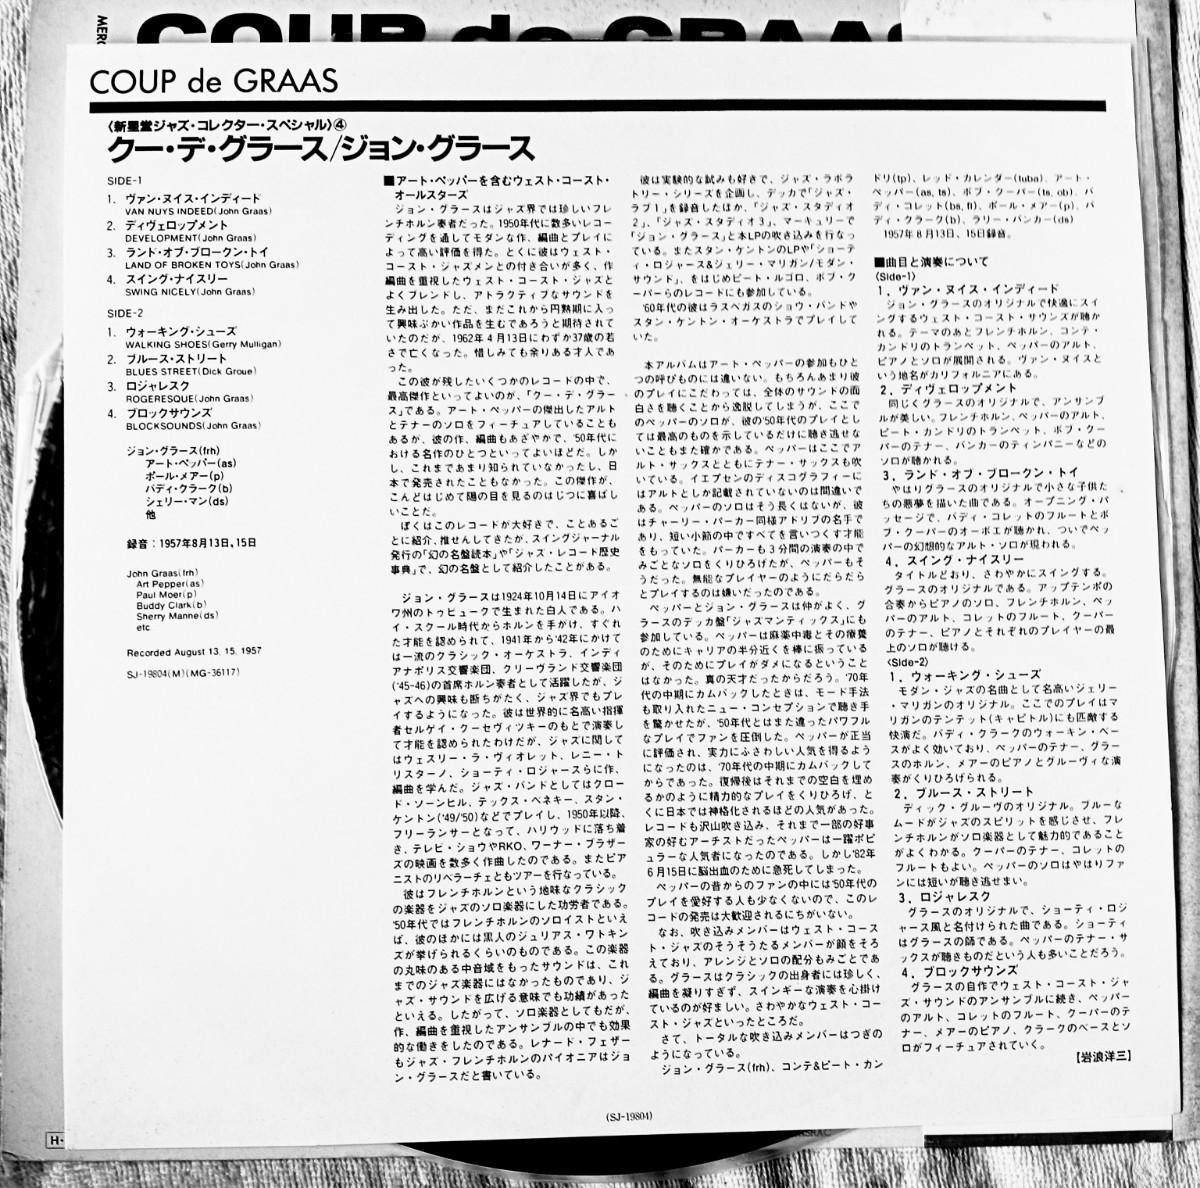 COUP de GRAAS
MERC
COUP de GRAAS
〈新星堂ジャズ・コレクター・スペシャル〉④
クー・デ・グラース/ジョン・グラース
SIDE-1
1. ヴァン・ヌイス・インディード
VAN NUYS INDEED(John Graas)
2. ディヴェロップメント
DEVELOPMENT(John Graas)
3. ランド・オブ・ブロークン・トイ
LAND OF BROKEN TOYS(John Graas)
4. スイング・ナイスリー
SWING NICELY(John Graas)
SIDE-2
1. ウォーキング・シューズ
WALKING SHOES(Gerry Mulligan)
2. ブルース・ストリート
BLUES STREET(Dick Groue)
3. ロジャレスク
ROGERESQUE(John Graas)
4. ブロックサウンズ
BLOCKSOUNDS(John Graas)
ジョン・グラース(frh)
アート・ペッパー(as)
ポール・メアー(p)
バディ・クラーク(b)
シェリー・マン(ds)
他
録音：1957年8月13日,15日
John Graas(frh)
Art Pepper(as)
Paul Moer(p)
Buddy Clark(b)
Sherry Manne(ds)
etc
Recorded August 13, 15, 1957
SJ-19804(M)(MG-36117)
■アート・ペッパーを含むウェスト・コースト・
オールスターズ
ジョン・グラースはジャズ界では珍しいフレ
ンチホルン奏者だった。1950年代に数多いレコー
ディングを通してモダンな作、編曲とプレイに
よって高い評価を得た。とくに彼はウェスト・
コースト・ジャズメンとの付き合いが多く、作
編曲を重視したウェスト・コースト・ジャズと
よくブレンドし、アトラクティブなサウンドを
生み出した。ただ、まだこれから円熟期に入っ
て興味ぶかい作品を生むであろうと期待されて
いたのだが、1962年4月13日にわずか37歳の若
さで亡くなった。惜しみても余りある才人であ
った。
この彼が残したいくつかのレコードの中で、
最高傑作といってよいのが、「クー・デ・グラー
ス」である。アート・ペッパーの傑出したアルト
とテナーのソロをフィーチュアしていることも
あるが、彼の作、編曲もあざやかで、'50年代に
おける名作のひとつといってよいほどだ。しか
し、これまであまり知られていなかったし、日
本で発売されたこともなかった。この傑作が、
こんどはじめて陽の目を見るのはじつに喜ばし
いことだ。
ぼくはこのレコードが大好きで、ことあるご
とに紹介、推せんしてきたが、スイングジャーナル
発行の「幻の名盤読本」や「ジャズ・レコード歴史
事典」で、幻の名盤として紹介したことがある。
ジョン・グラースは1924年10月14日にアイオ
ワ州のトゥビュークで生まれた白人である。ハ
イ・スクール時代からホルンを手がけ、すぐれ
た才能を認められて、1941年から'42年にかけて
は一流のクラシック・オーケストラ、インディ
アナポリス交響楽団、クリーヴランド交響楽団
('45-46)の首席ホルン奏者として活躍したが、ジ
ャズへの興味も断ちがたく、ジャズ界でもプレ
イするようになった。彼は世界的に名高い指揮
者セルゲイ・クーセヴィツキーのもとで演奏し
て才能を認められたわけだが、ジャズに関して
はウェスリー・ラ・ヴィオレット、レニー・ト
リスターノ、ショーティ・ロジャースらに作、
編曲を学んだ。ジャズ・バンドとしてはクロー
ド・ソーンヒル、テックス・ベネキー、スタン・
ケントン('49/50)などでプレイし、1950年以降、
フリーランサーとなって、ハリウッドに落ち着
き、テレビ・ショウやRKO、ワーナー・ブラザー
ズの映画を数多く作曲したのである。またピア
ニストのリベラーチェともツアーを行なっている。
彼はフレンチホルンという地味なクラシック
の楽器をジャズのソロ楽器にした功労者である。
'50年代ではフレンチホルンのソロイストといえ
ば、彼のほかには黒人のジュリアス・ワトキン
ズが挙げられるくらいのものである。この楽器
の丸味のある中音域をもったサウンドは、これ
までのジャズ楽器にはなかったものであり、ジ
ャズ・サウンドを広げる意味でも功績があった
といえる。したがって、ソロ楽器としてもだが、
作、編曲を重視したアンサンブルの中でも効果
的な働きをしたのである。レナード・フェザー
もジャズ・フレンチホルンのパイオニアはジョ
ン・グラースだと書いている。
彼は実験的な試みも好きで、ジャズ・ラボラ
トリー・シリーズを企画し、デッカで「ジャズ・
ラブ1」を録音したほか、「ジャズ・スタディオ
2」、「ジャズ・スタディオ3」、マーキュリーで
「ジョン・グラース」と本LPの吹き込みを行なっ
ている。またスタン・ケントンのLPや「ショーテ
ィ・ロジャース&ジェリー・マリガン/モダン・
サウンド」、をはじめピート・ルゴロ、ボブ・ク
ーパーらのレコードにも参加している。
'60年代の彼はラスベガスのショウ・バンドや
スタン・ケントン・オーケストラでプレイして
いた。
本アルバムはアート・ペッパーの参加もひと
つの呼びものには違いない。もちろんあまり彼
のプレイにこだわっては、全体のサウンドの面
白さを聴くことから逸脱してしまうが、ここで
のペッパーのソロが、彼の'50年代のプレイとし
ては最高のものを示しているだけに聴き逃せな
いこともまた確かである。ペッパーはここでア
ルト・サックスとともにテナー・サックスも吹
いている。イエプセンのディスコグラフィーに
はアルトとしか記載されていないのは間違いで
ある。ペッパーのソロはそう長くはないが、彼
はチャーリー・パーカー同様アドリブの名手で
あり、短い小節の中ですべてを言いつくす才能
をもっていた。パーカーも3分間の演奏の中で
みごとなソロをくりひろげたが、ペッパーもそ
うだった。無能なプレイヤーのようにだらだら
とプレイするのは嫌いだったのである。
ペッパーとジョン・グラースは仲がよく、グ
ラースのデッカ盤「ジャズマンティックス」にも
参加している。ペッパーは麻薬中毒とその療養
のためにキャリアの半分近くを棒に振っている
が、そのためにプレイがダメになるということ
はなかった。真の天才だったからだろう。'70年
代の中期にカムバックしたときは、モード手法
も取り入れたニュー・コンセプションで聴き手
を驚かせたが、'50年代とはまた違ったパワフル
なプレイでファンを圧倒した。ペッパーが正当
に評価され、実力にふさわしい人気を得るよう
になったのは、'70年代の中期にカムバックして
からであった。復帰後はそれまでの空白を埋め
るかのように精力的なプレイをくりひろげ、と
くに日本では神格化されるほどの人気があった。
レコードも沢山吹き込み、それまで一部の好事
家の好むアーチストだったペッパーは一躍ポピ
ュラーな人気者になったのである。しかし'82年
6月15日に脳出血のために急死してしまった。
ペッパーの昔からのファンの中には'50年代の
プレイを愛好する人も少なくないので、このレ
コードの発売は大歓迎されるにちがいない。
なお、吹き込みメンバーはウェスト・コース
ト・ジャズのそうそうたるメンバーが顔をそろ
えており、アレンジとソロの配分もみごとであ
る。グラースはクラシックの出身者には珍しく、
編曲を凝りすぎず、スインギーな演奏を心掛け
ているのが好ましい。さわやかなウェスト・コー
スト・ジャズといったところだ。
さて、トータルな吹き込みメンバーはつぎの
ようになっている。
ジョン・グラース(frh)、コンテ&ピート・カン
ドリ(tp)、レッド・カレンダー(tuba)、アート・
ペッパー(as, ts)、ボブ・クーパー(ts, ob)、バ
ディ・コレット(bs, fl)、ポール・メアー(p)、バ
ディ・クラーク(b)、ラリー・バンカー(ds)
1957年8月13日、15日録音。
■曲目と演奏について
〈Side-1〉
1．ヴァン・ヌイス・インディード
ジョン・グラースのオリジナルで快適にスイ
ングするウェスト・コースト・サウンズが聴か
れる。テーマのあとフレンチホルン、コンテ・
カンドリのトランペット、ペッパーのアルト、
ピアノとソロが展開される。ヴァン・ヌイスと
いう地名がカリフォルニアにある。
2．ディヴェロップメント
同じくグラースのオリジナルで、アンサンブ
ルが美しい。フレンチホルン、ペッパーのアルト、
ピート・カンドリのトランペット、ボブ・クー
パーのテナー、バンカーのティンパニーなどの
ソロが聴かれる。
3．ランド・オブ・ブロークン・トイ
やはりグラースのオリジナルで小さな子供た
ちの悪夢を描いた曲である。オープニング・パ
ッセージで、バディ・コレットのフルートとボ
ブ・クーパーのオーボエが聴かれ、ついでペッ
パーの幻想的なアルト・ソロが現われる。
4．スイング・ナイスリー
タイトルどおり、さわやかにスイングする。
グラースのオリジナルである。アップテンポの
合奏からピアノのソロ、フレンチホルン、ペッ
パーのアルト、コレットのフルート、クーパー
のテナー、ピアノとそれぞれのプレイヤーの最
上のソロが聴ける。
〈Side-2〉
1．ウォーキング・シューズ
モダン・ジャズの名曲として名高いジェリー
・マリガンのオリジナル。ここでのプレイはマ
リガンのテンテット(キャピトル)にも匹敵する
快演だ。バディ・クラークのウォーキン・ベー
スがよく効いており、ペッパーのテナー、グラー
スのホルン、メアーのピアノとグルーヴィな演
奏がくりひろげられる。
2．ブルース・ストリート
ディック・グルーヴのオリジナル。ブルーな
ムードがジャズのスピリットを感じさせ、フレ
ンチホルンがソロ楽器として魅力的であること
がよくわかる。クーパーのテナー、コレットの
フルートもよい。ペッパーのソロはやはりファ
ンには短いが聴き逃せまい。
3．ロジャレスク
グラースのオリジナルで、ショーティ・ロジ
ャース風と名付けられた曲である。ショーティ
はグラースの師である。ペッパーのテナー・サ
ックスが聴きものだという人も多いことだろう。
4．ブロックサウンズ
グラースの自作でウェスト・コースト・ジャ
ズ・サウンドのアンサンブルに続き、ペッパー
のアルト、コレットのフルート、クーパーのテ
ナー、メアーのピアノ、クラークのベースとソ
ロがフィーチュアされていく。
【岩浪洋三】
(SJ-19804)
H-